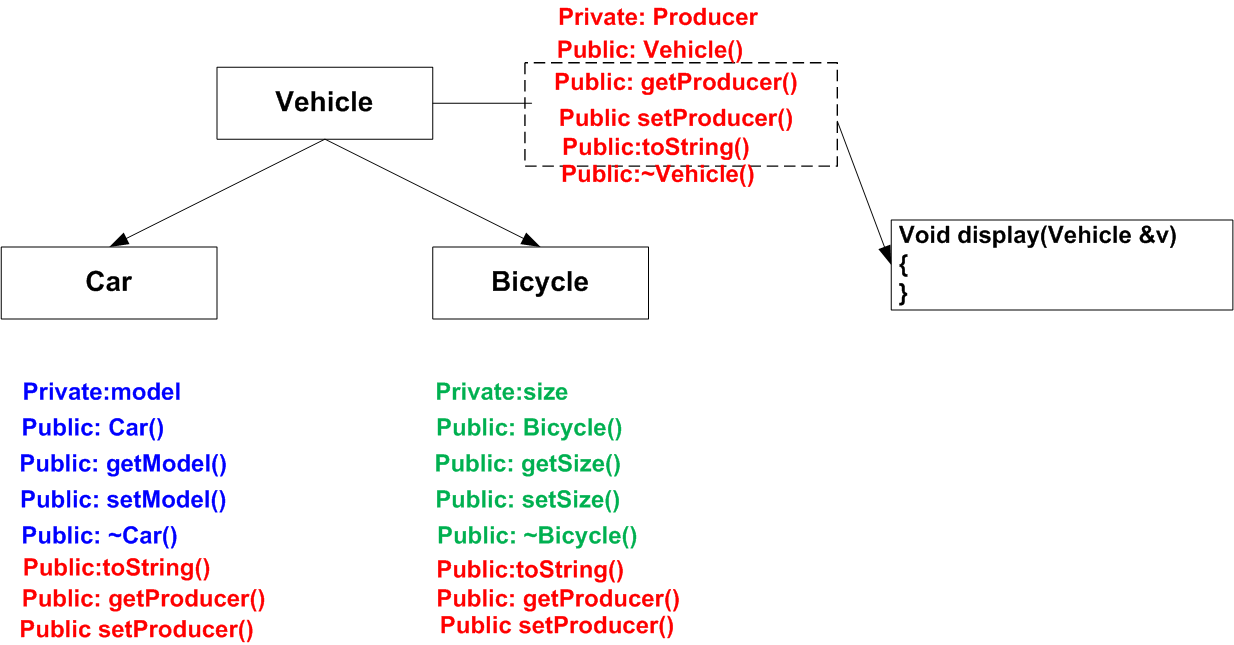 Private: Producer
Public: Vehicle()
Public: getProducer()
Public setProducer()
Public:toString()
Public:~Vehicle()
Vehicle
Car
Bicycle
Void display(Vehicle &v)
{
}
Private:model
Public: Car()
Public: getModel()
Public: setModel()
Public: ~Car()
Public:toString()
Public: getProducer()
Public setProducer()
Private:size
Public: Bicycle()
Public: getSize()
Public: setSize()
Public: ~Bicycle()
Public:toString()
Public: getProducer()
Public setProducer()